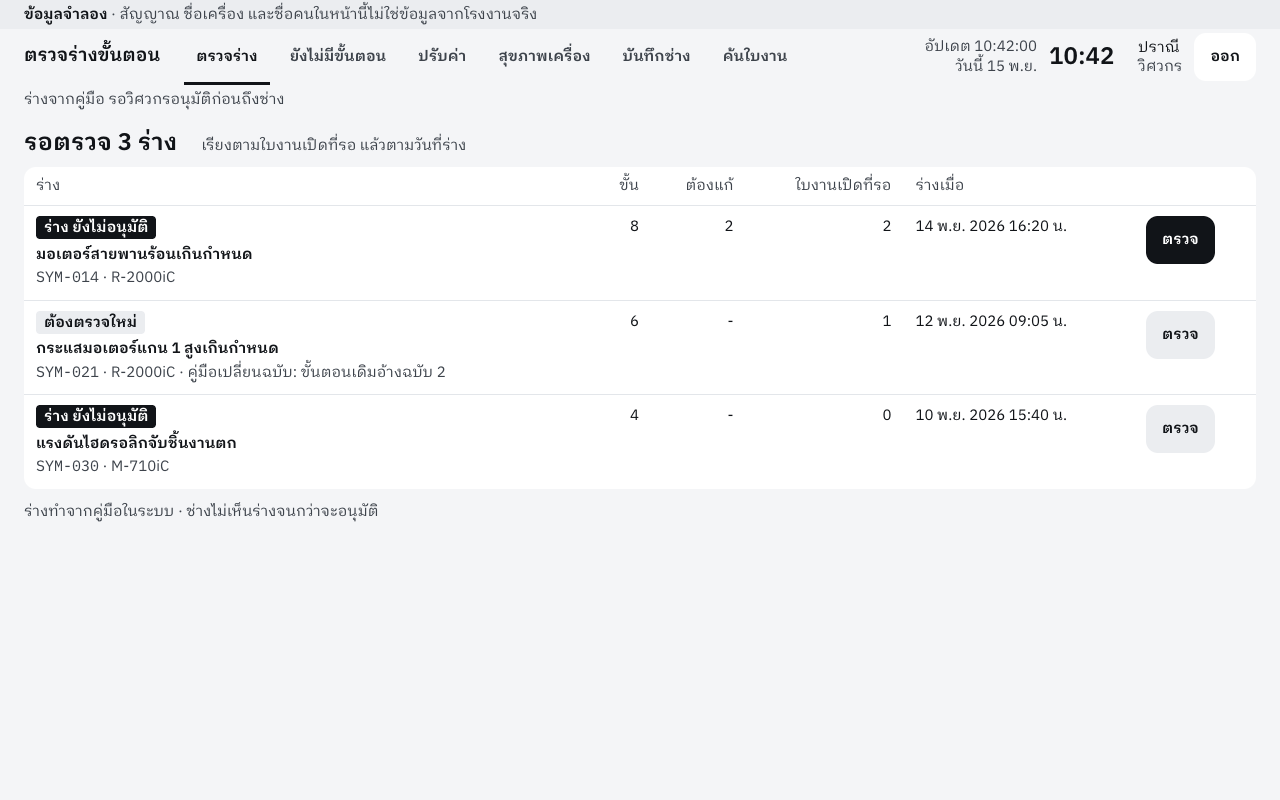 ข้อมูลจำลอง · สัญญาณ ชื่อเครื่อง และชื่อคนในหน้านี้ไม่ใช่ข้อมูลจากโรงงานจริง
ตรวจร่างขั้นตอน ตรวจร่าง ยังไม่มีขั้นตอน ปรับค่า สุขภาพเครื่อง บันทึกช่าง ค้นใบงาน
อัปเดต 10:42:00
วันนี้ 15 พ.ย.
10:42
ปราณี
วิศวกร
ออก
ร่างจากคู่มือ รอวิศวกรอนุมัติก่อนถึงช่าง
รอตรวจ 3 ร่าง เรียงตามใบงานเปิดที่รอ แล้วตามวันที่ร่าง
ร่าง ขั้น ต้องแก้ ใบงานเปิดที่รอ ร่างเมื่อ
ร่าง ยังไม่อนุมัติ 8 2 2 14 พ.ย. 2026 16:20 น. ตรวจ
มอเตอร์สายพานร้อนเกินกำหนด
SYM-014 · R-2000iC
ต้องตรวจใหม่ 6 - 1 12 พ.ย. 2026 09:05 น. ตรวจ
กระแสมอเตอร์แกน 1 สูงเกินกำหนด
SYM-021 · R-2000iC · คู่มือเปลี่ยนฉบับ: ขั้นตอนเดิมอ้างฉบับ 2
ร่าง ยังไม่อนุมัติ 4 - 0 10 พ.ย. 2026 15:40 น. ตรวจ
แรงดันไฮดรอลิกจับชิ้นงานตก
SYM-030 · M-710iC
ร่างทำจากคู่มือในระบบ · ช่างไม่เห็นร่างจนกว่าจะอนุมัติ